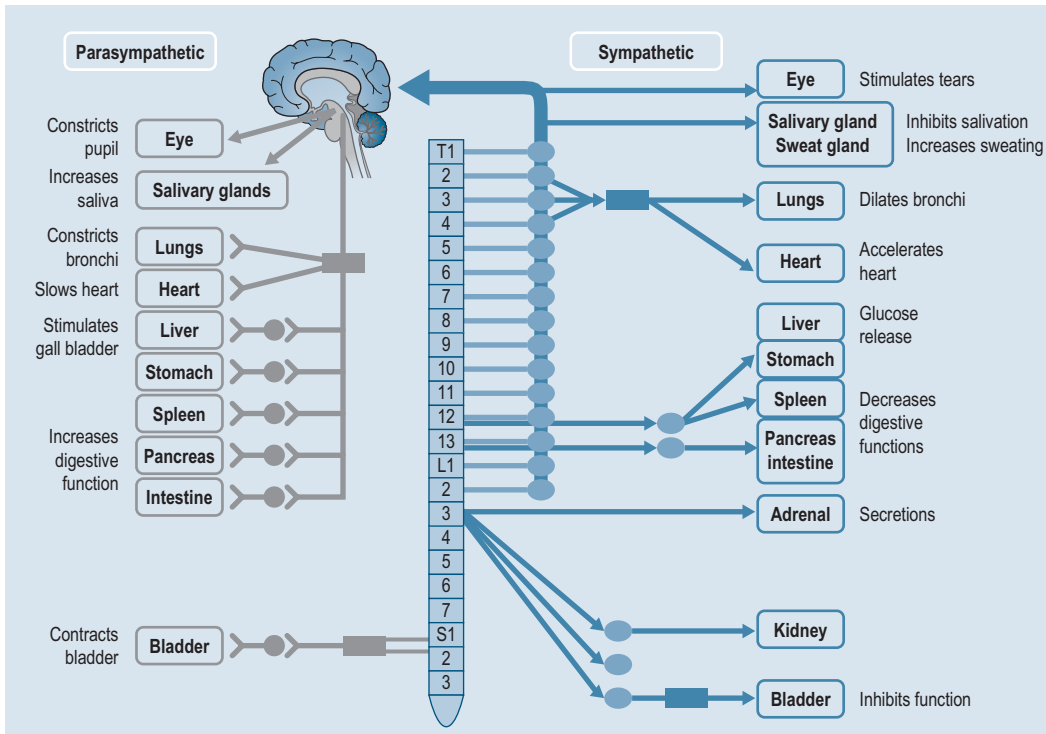 Parasympathetic
Constricts
pupil
Eye
Increases
saliva
Salivary glands
Constricts
bronchi
Lungs
Slows heart
Heart
Stimulates
gall bladder
Liver
Stomach
Spleen
Increases
digestive
function
Pancreas
Intestine
Contracts
bladder
Bladder
T1
2
3
4
5
6
7
8
9
10
11
12
13
L1
2
3
4
5
6
7
S1
2
3
Sympathetic
Eye
Stimulates tears
Salivary gland
Sweat gland
Inhibits salivation
Increases sweating
Lungs
Dilates bronchi
Heart
Accelerates
heart
Liver
Glucose
release
Stomach
Spleen
Decreases
digestive
functions
Pancreas
intestine
Adrenal
Secretions
Kidney
Bladder
Inhibits function